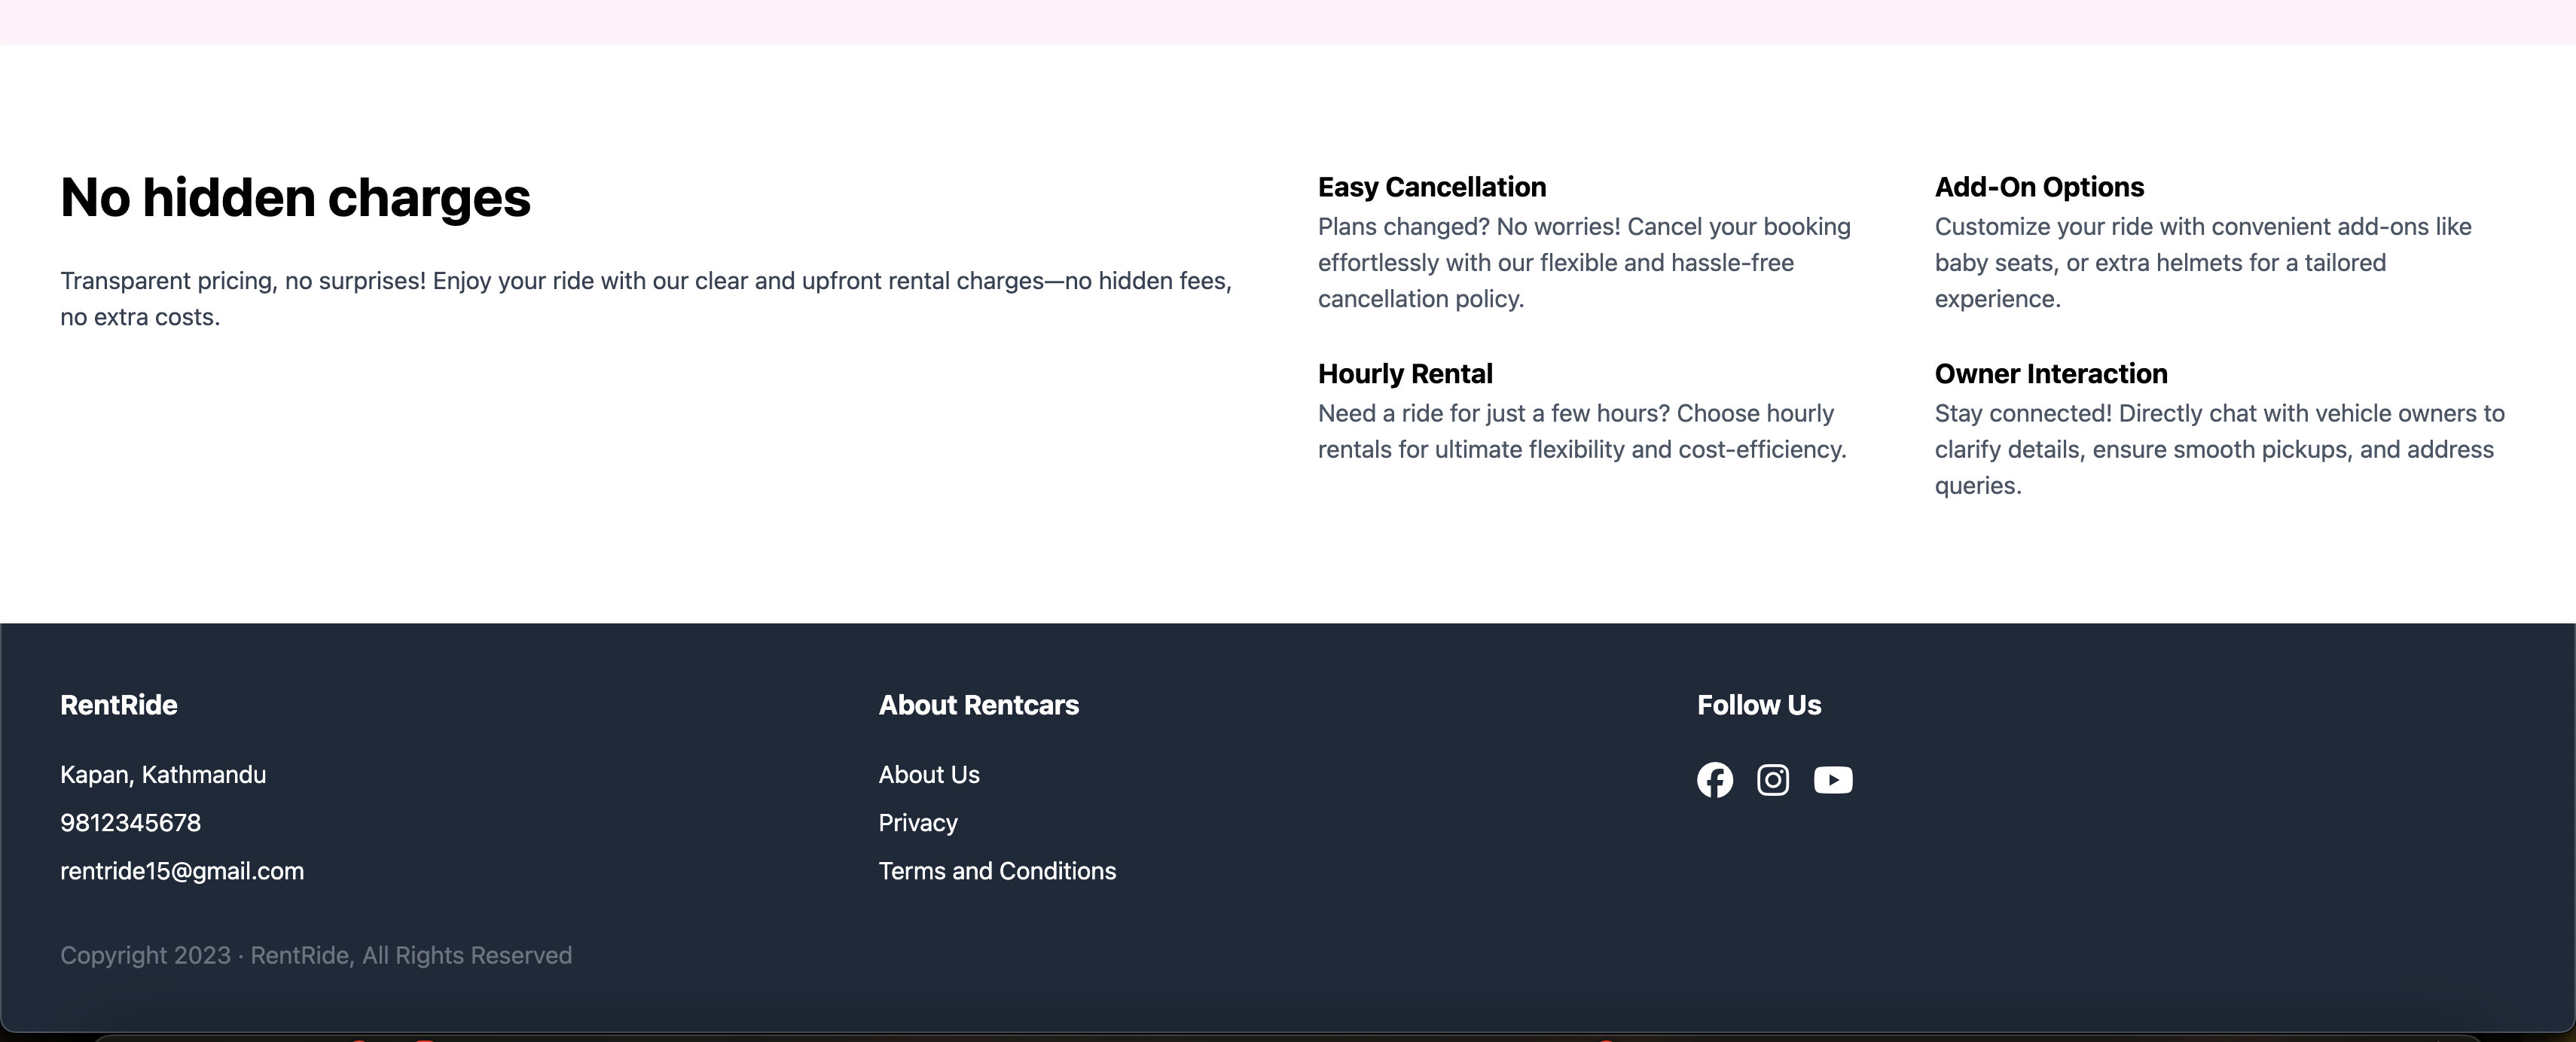 No hidden charges
Transparent pricing, no surprises! Enjoy your ride with our clear and upfront rental charges—no hidden fees,
no extra costs.
Easy Cancellation
Plans changed? No worries! Cancel your booking
effortlessly with our flexible and hassle-free
cancellation policy.
Add-On Options
Customize your ride with convenient add-ons like
baby seats, or extra helmets for a tailored
experience.
Hourly Rental
Need a ride for just a few hours? Choose hourly
rentals for ultimate flexibility and cost-efficiency.
Owner Interaction
Stay connected! Directly chat with vehicle owners to
clarify details, ensure smooth pickups, and address
queries.
RentRide
Kapan, Kathmandu
9812345678
rentride15@gmail.com
About Rentcars
About Us
Privacy
Terms and Conditions
Follow Us
Copyright 2023 · RentRide, All Rights Reserved